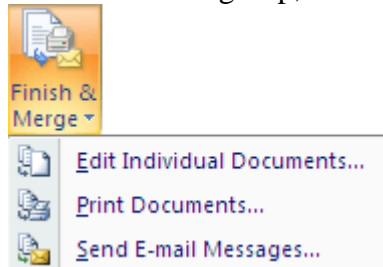 Finish &
Merge
Edit Individual Documents...
Print Documents...
Send E-mail Messages...